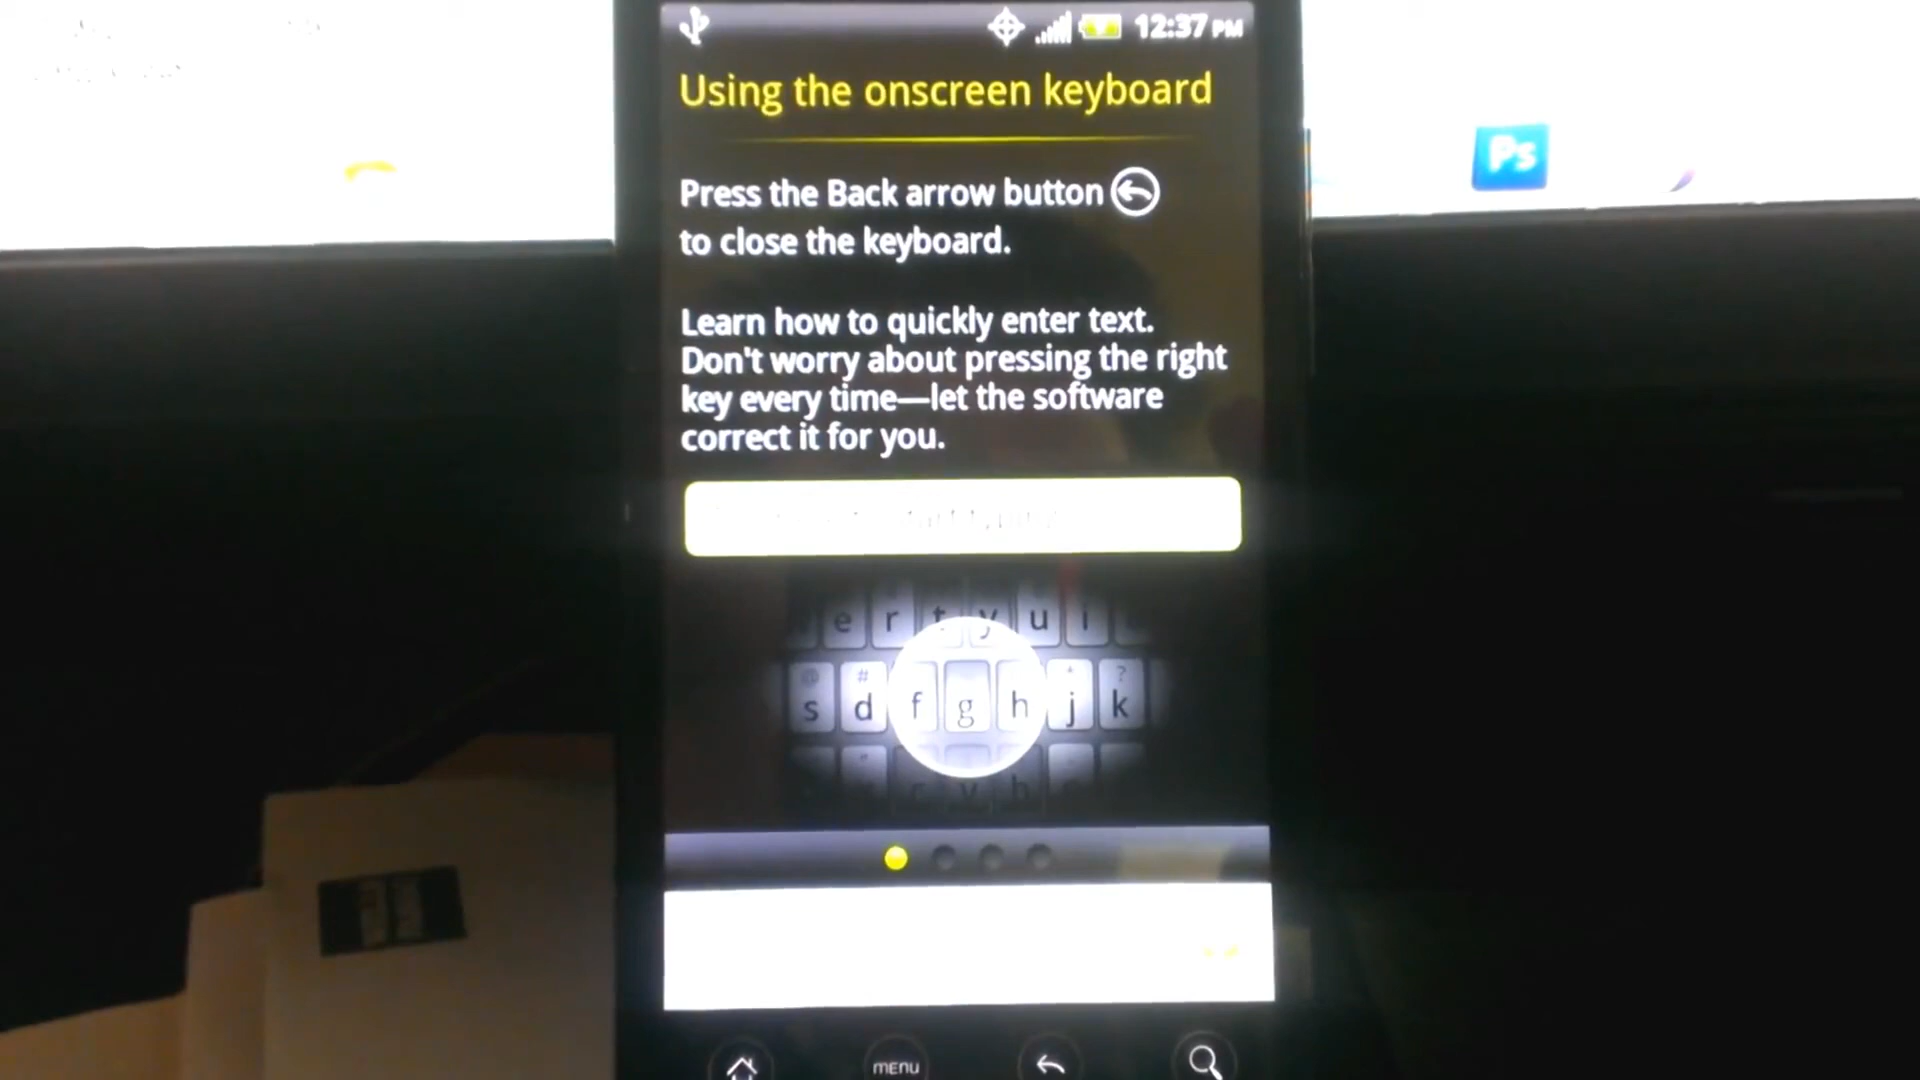 12:37 PM
Using the onscreen keyboard
Ps
Press the Back arrow button
to close the keyboard.
Learn how to quickly enter text.
Don't worry about pressing the right
key every time—let the software
correct it for you.
e r t y u i
@ # * ?
s d f g h j k
c v b
MENU